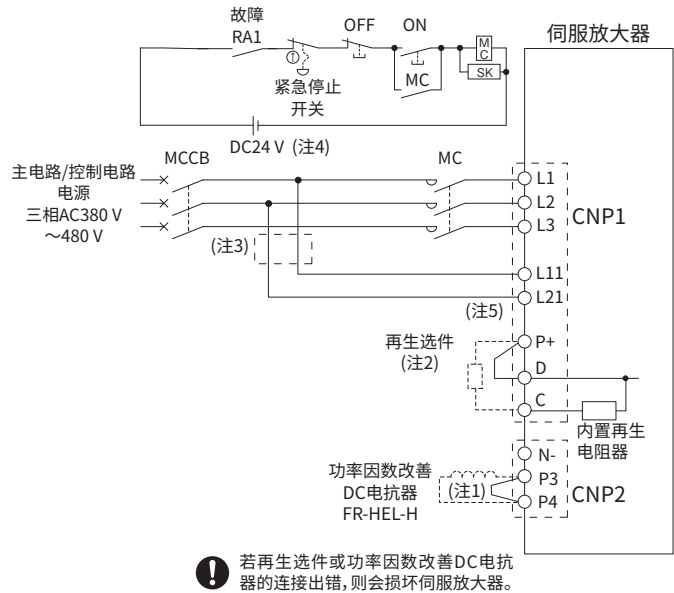 故障
RA1
OFF
ON
MC
SK
MC
紧急停止
开关
DC24 V (注4)
伺服放大器
主电路/控制电路
电源
三相AC380 V
～480 V
MCCB
MC
L1
L2
L3
CNP1
(注3)
L11
L21
(注5)
再生选件
(注2)
P+
D
C
内置再生
电阻器
功率因数改善
DC电抗器
FR-HEL-H
(注1)
N-
P3
P4
CNP2
若再生选件或功率因数改善DC电抗
器的连接出错，则会损坏伺服放大器。